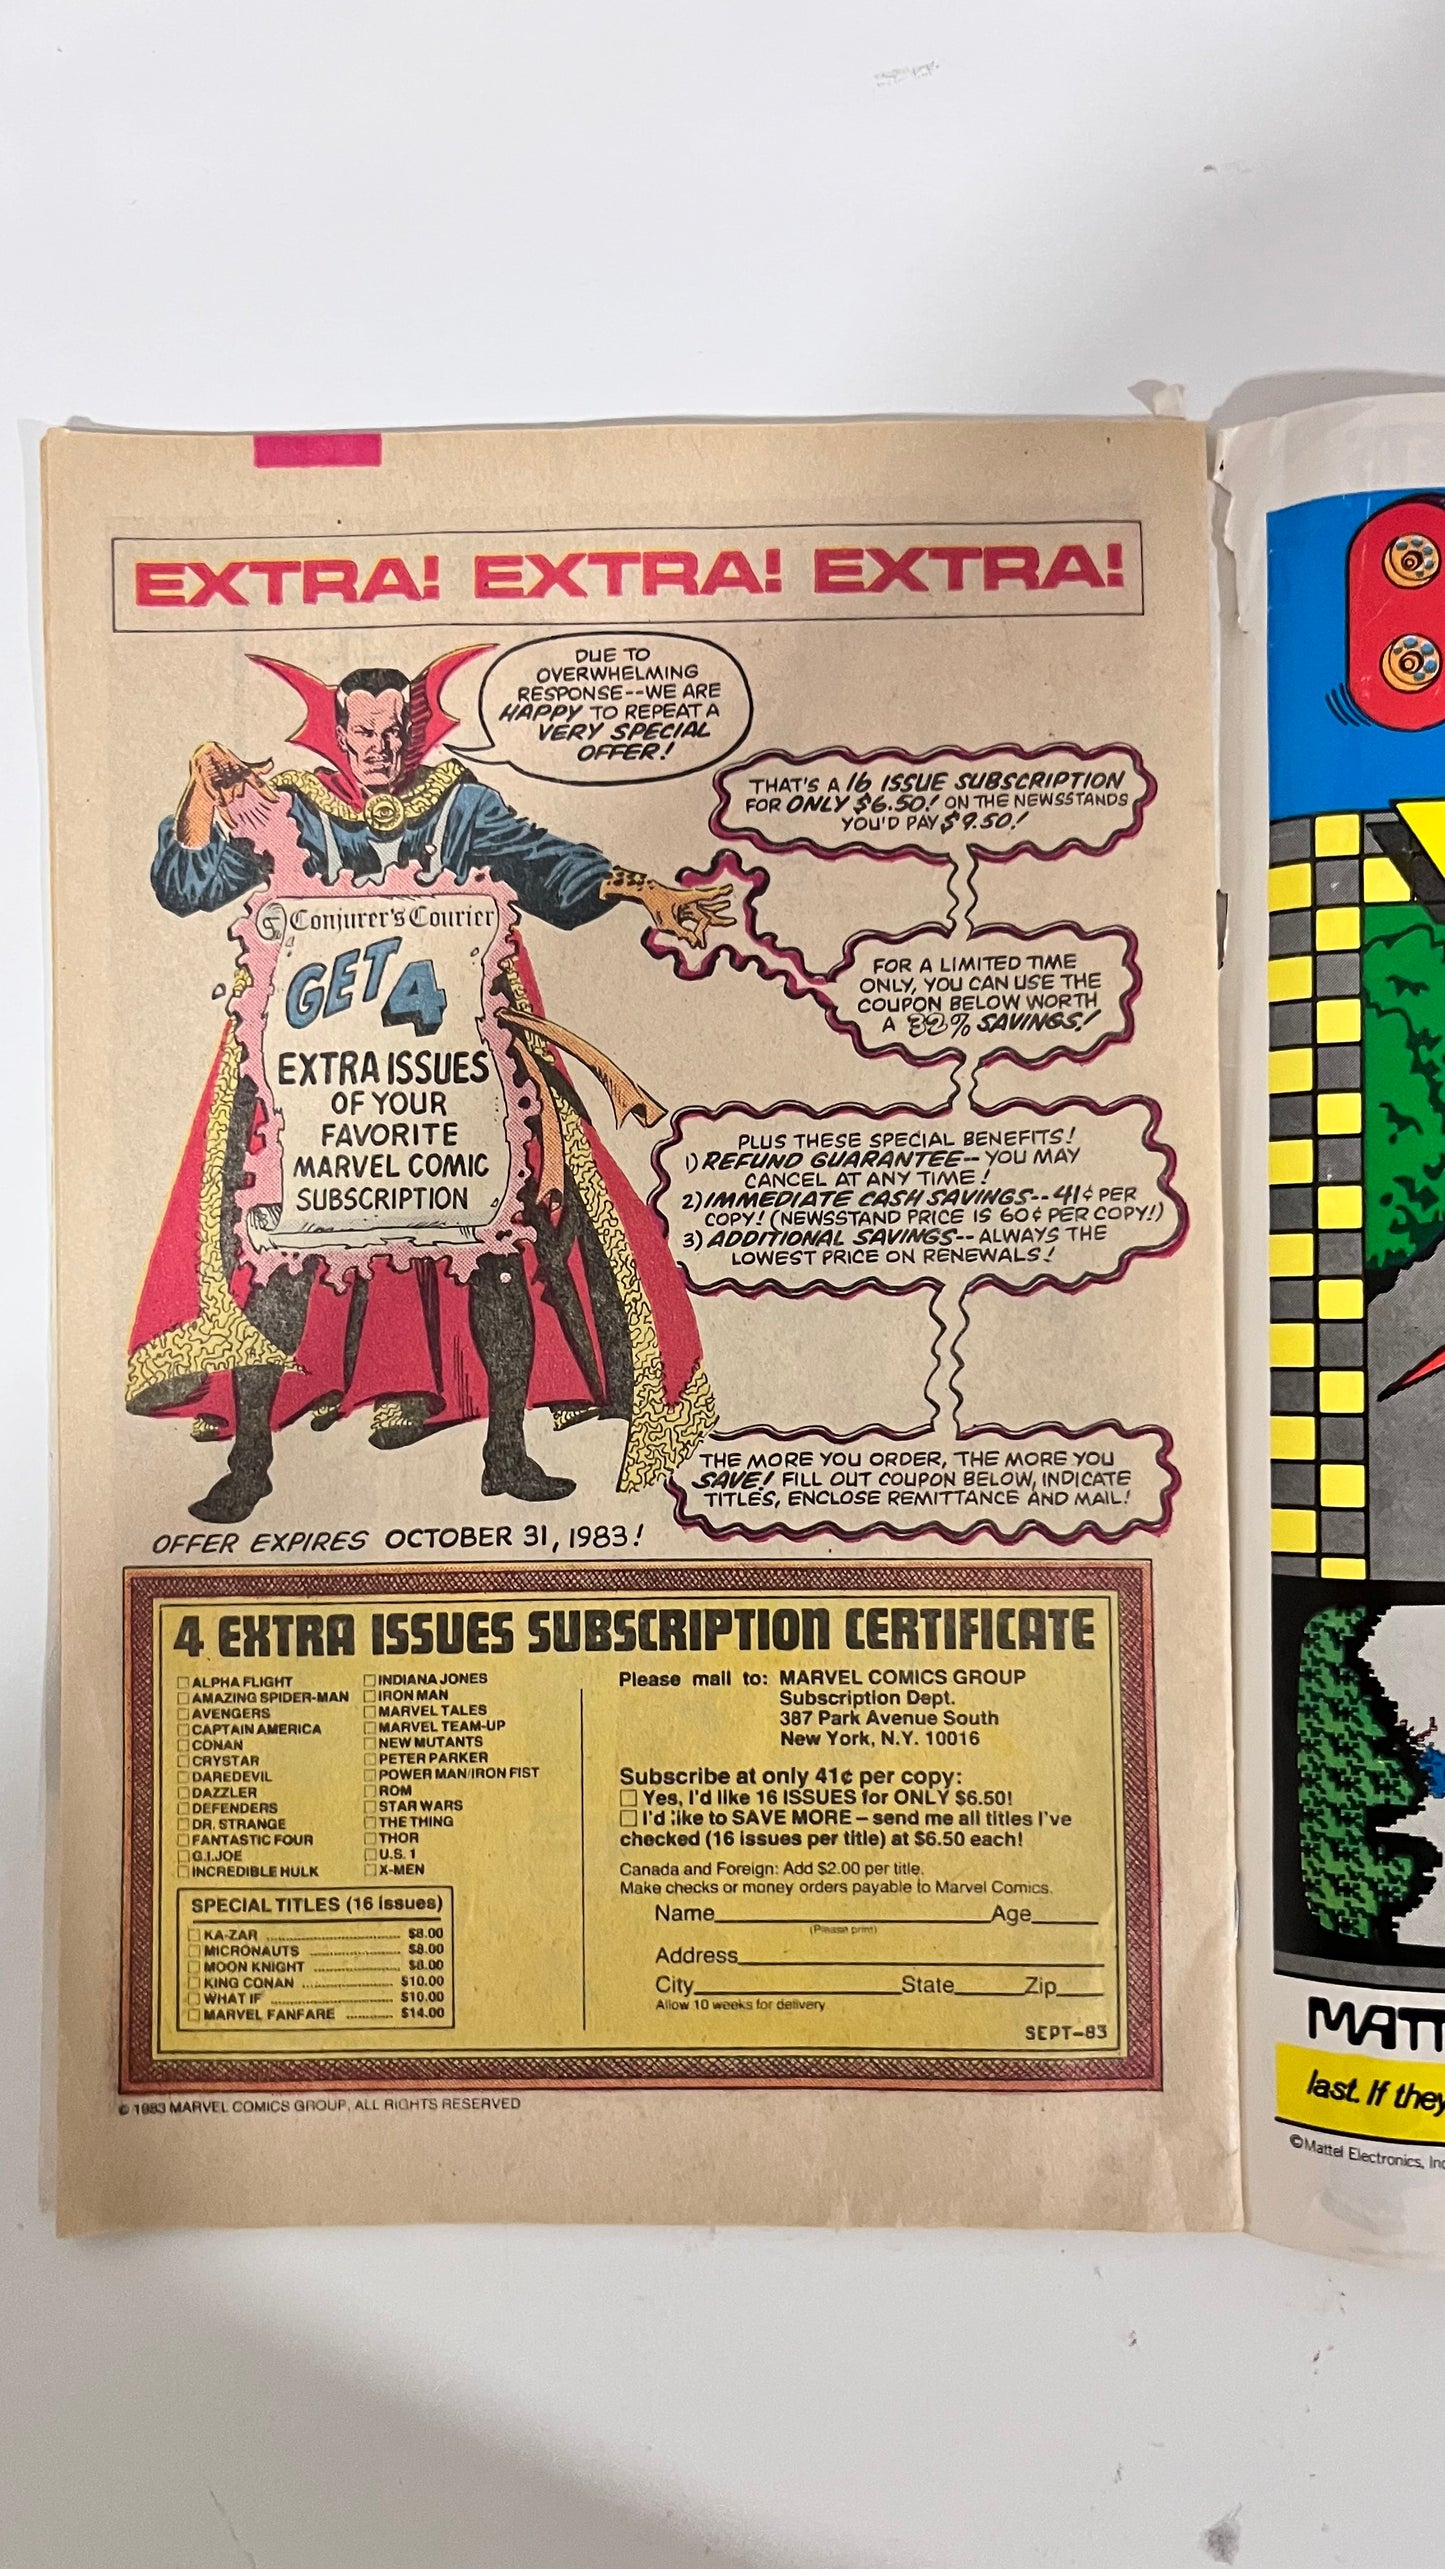 EXTRA! EXTRA! EXTRA!
DUE TO
OVERWHELMING
RESPONSE--WE ARE
HAPPY TO REPEAT A
VERY SPECIAL
OFFER!
THAT'S A 16 ISSUE SUBSCRIPTION
FOR ONLY $6.50! ON THE NEWSSTANDS
YOU'D PAY $9.50!
Conjurer's Courier
GET 4
EXTRA ISSUES
OF YOUR
FAVORITE
MARVEL COMIC
SUBSCRIPTION
FOR A LIMITED TIME
ONLY, YOU CAN USE THE
COUPON BELOW WORTH
A 32% SAVINGS!
PLUS THESE SPECIAL BENEFITS!
1) REFUND GUARANTEE--YOU MAY
CANCEL AT ANY TIME!
2) IMMEDIATE CASH SAVINGS--41¢ PER
COPY! (NEWSSTAND PRICE IS 60¢ PER COPY!)
3) ADDITIONAL SAVINGS--ALWAYS THE
LOWEST PRICE ON RENEWALS!
THE MORE YOU ORDER, THE MORE YOU
SAVE! FILL OUT COUPON BELOW, INDICATE
TITLES, ENCLOSE REMITTANCE AND MAIL!
OFFER EXPIRES OCTOBER 31, 1983!
4 EXTRA ISSUES SUBSCRIPTION CERTIFICATE
ALPHA FLIGHT
AMAZING SPIDER-MAN
AVENGERS
CAPTAIN AMERICA
CONAN
CRYSTAR
DAREDEVIL
DAZZLER
DEFENDERS
DR. STRANGE
FANTASTIC FOUR
G.I. JOE
INCREDIBLE HULK
INDIANA JONES
IRON MAN
MARVEL TALES
MARVEL TEAM-UP
NEW MUTANTS
PETER PARKER
POWER MAN/IRON FIST
ROM
STAR WARS
THE THING
THOR
U.S. 1
X-MEN
SPECIAL TITLES (16 issues)
KA-ZAR .......... $8.00
MICRONAUTS .......... $8.00
MOON KNIGHT .......... $8.00
KING CONAN .......... $10.00
WHAT IF .......... $10.00
MARVEL FANFARE .......... $14.00
Please mail to: MARVEL COMICS GROUP
Subscription Dept.
387 Park Avenue South
New York, N.Y. 10016
Subscribe at only 41¢ per copy:
Yes, I'd like 16 ISSUES for ONLY $6.50!
I'd like to SAVE MORE – send me all titles I've
checked (16 issues per title) at $6.50 each!
Canada and Foreign: Add $2.00 per title.
Make checks or money orders payable to Marvel Comics.
Name Age
(Please print)
Address
City State Zip
Allow 10 weeks for delivery
SEPT-83
© 1983 MARVEL COMICS GROUP, ALL RIGHTS RESERVED
MATT
last. If they
©Mattel Electronics, Inc